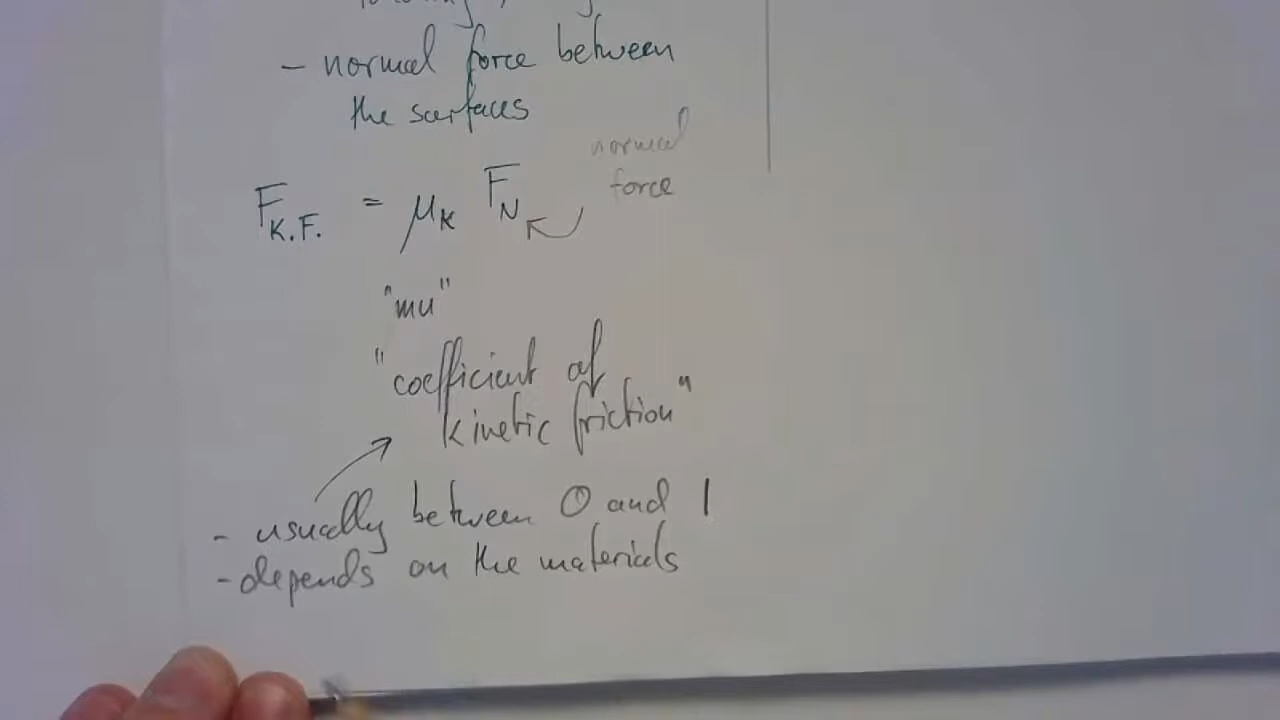 - normal force between
the surfaces
normal
force
F_K.F. = μ_K F_N
"mu"
"coefficient of
kinetic friction"
- usually between 0 and 1
- depends on the materials